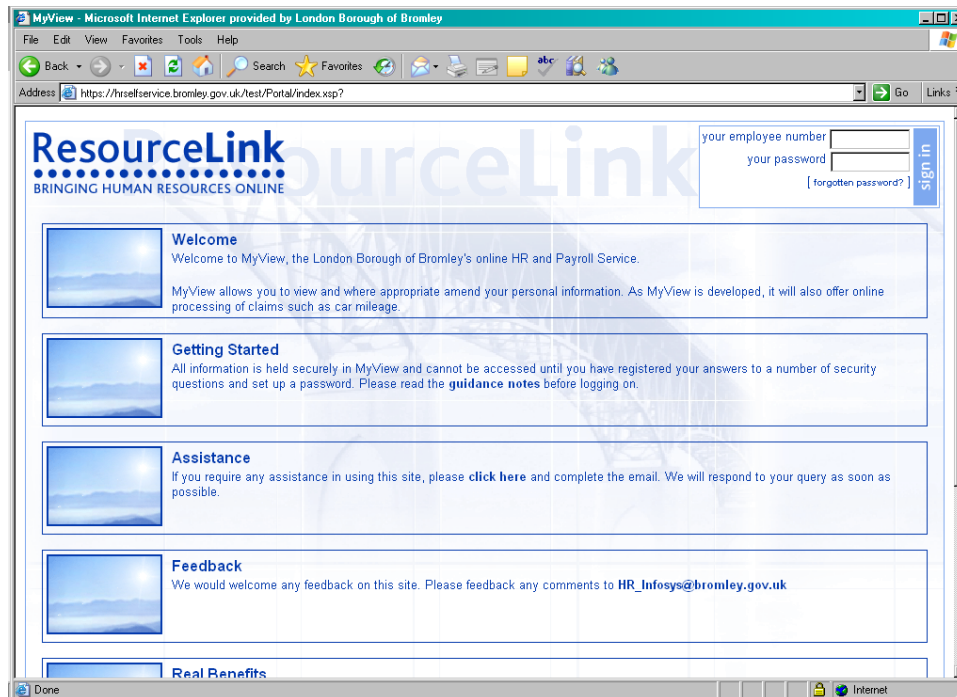 MyView - Microsoft Internet Explorer provided by London Borough of Bromley
File Edit View Favorites Tools Help
Back Search Favorites abc
Address https://hrselfservice.bromley.gov.uk/test/Portal/index.xsp? Go Links
ResourceLink
BRINGING HUMAN RESOURCES ONLINE
ResourceLink
your employee number
your password
[ forgotten password? ]
sign in
Welcome
Welcome to MyView, the London Borough of Bromley's online HR and Payroll Service.
MyView allows you to view and where appropriate amend your personal information. As MyView is developed, it will also offer online
processing of claims such as car mileage.
Getting Started
All information is held securely in MyView and cannot be accessed until you have registered your answers to a number of security
questions and set up a password. Please read the guidance notes before logging on.
Assistance
If you require any assistance in using this site, please click here and complete the email. We will respond to your query as soon as
possible.
Feedback
We would welcome any feedback on this site. Please feedback any comments to HR_Infosys@bromley.gov.uk
Real Benefits
Done Internet